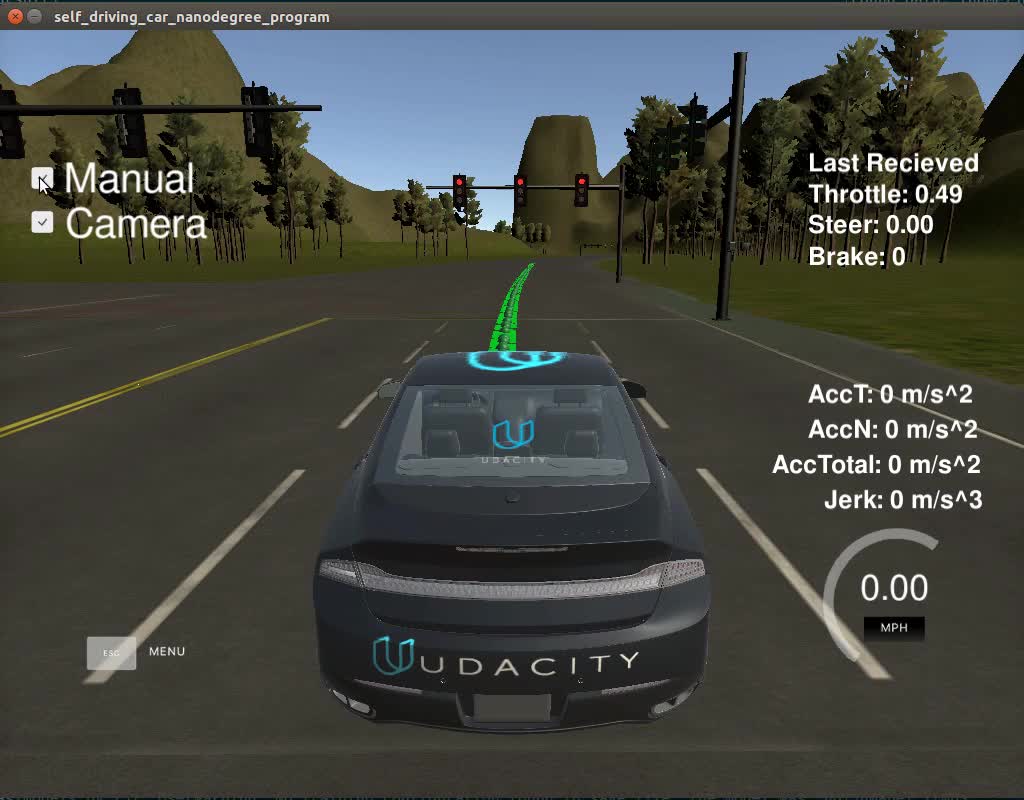 self_driving_car_nanodegree_program
Manual
Camera
Last Recieved
Throttle: 0.49
Steer: 0.00
Brake: 0
AccT: 0 m/s^2
AccN: 0 m/s^2
AccTotal: 0 m/s^2
Jerk: 0 m/s^3
0.00
MPH
UDACITY
ESC
MENU
UDACITY